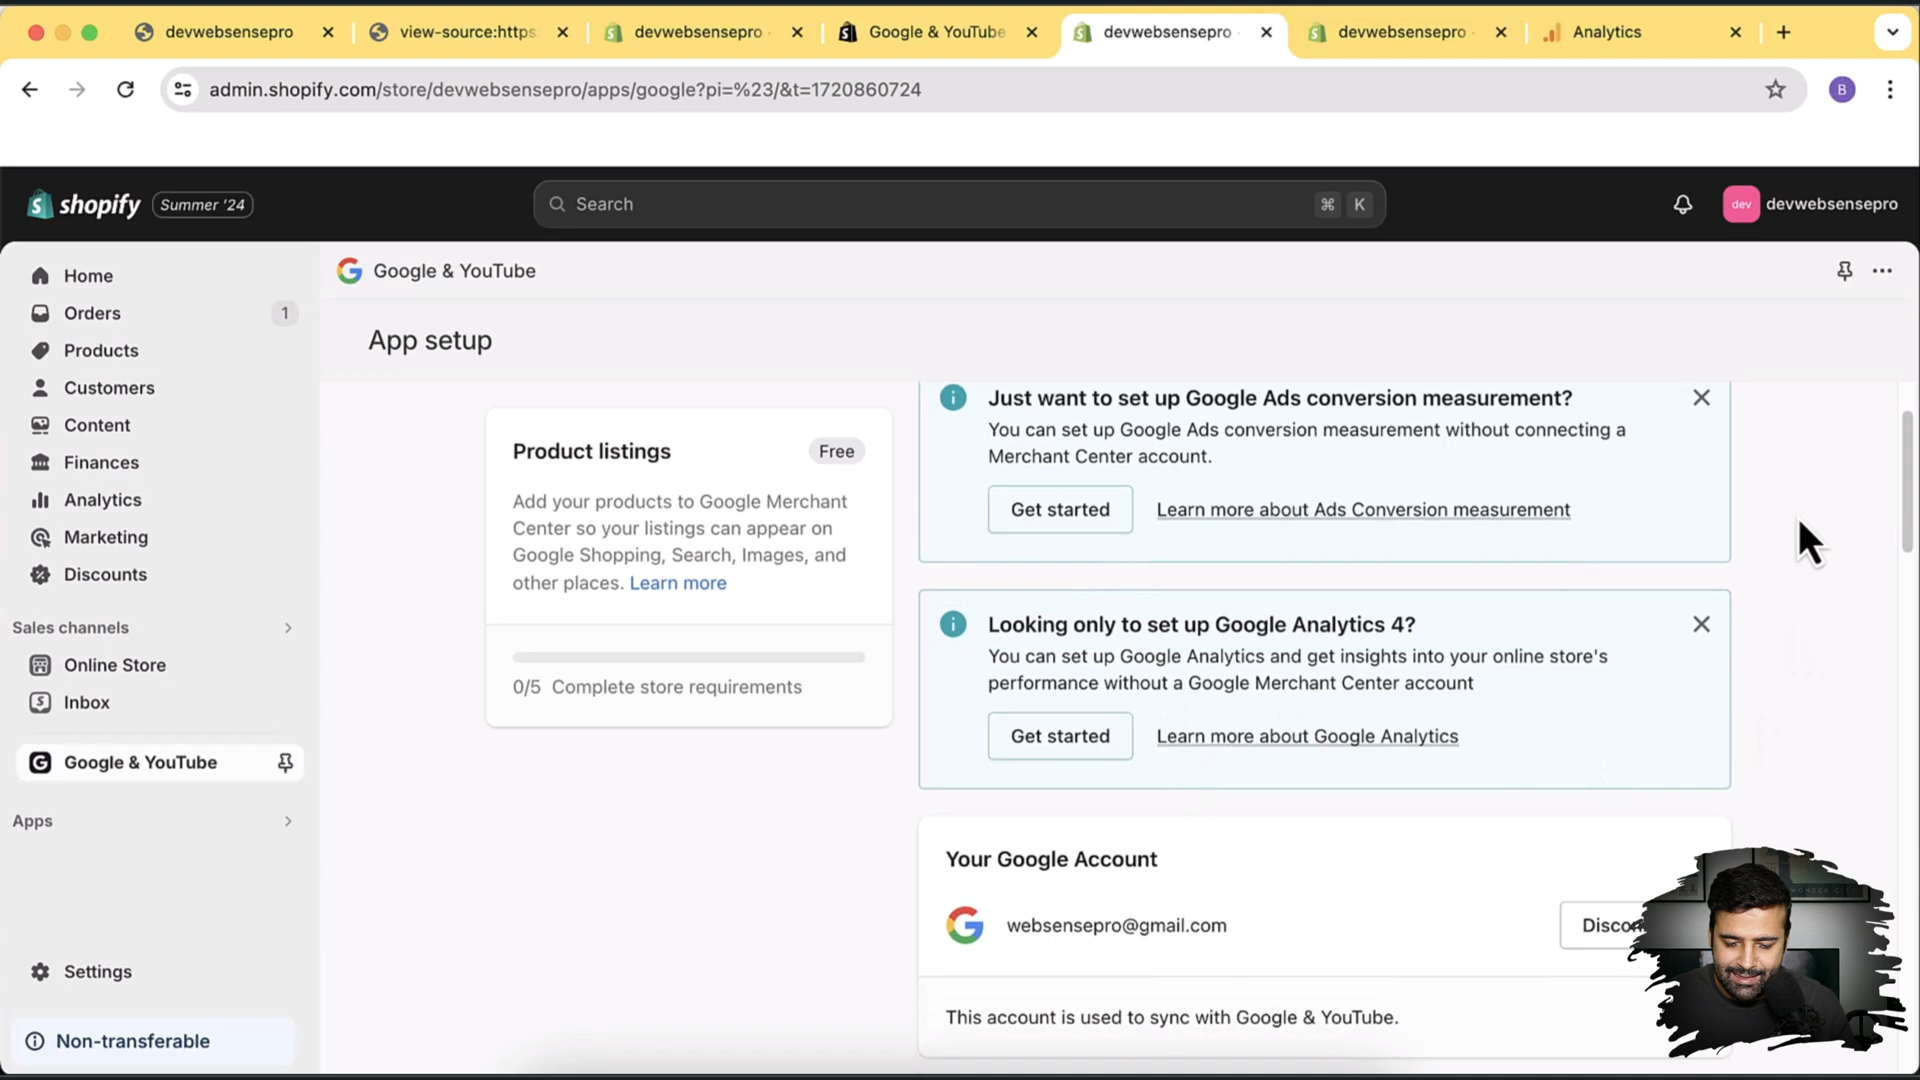 devwebsensepro
view-source:https
devwebsensepro
Google & YouTube
devwebsensepro
devwebsensepro
Analytics
admin.shopify.com/store/devwebsensepro/apps/google?pi=%23/&t=1720860724
B
shopify
Summer '24
Search
⌘ K
dev
devwebsensepro
Home
Orders
1
Products
Customers
Content
Finances
Analytics
Marketing
Discounts
Sales channels
Online Store
Inbox
Google & YouTube
Apps
Settings
Non-transferable
Google & YouTube
App setup
Product listings
Free
Add your products to Google Merchant
Center so your listings can appear on
Google Shopping, Search, Images, and
other places. Learn more
0/5 Complete store requirements
Just want to set up Google Ads conversion measurement?
You can set up Google Ads conversion measurement without connecting a
Merchant Center account.
Get started
Learn more about Ads Conversion measurement
Looking only to set up Google Analytics 4?
You can set up Google Analytics and get insights into your online store's
performance without a Google Merchant Center account
Get started
Learn more about Google Analytics
Your Google Account
websensepro@gmail.com
Discon
This account is used to sync with Google & YouTube.